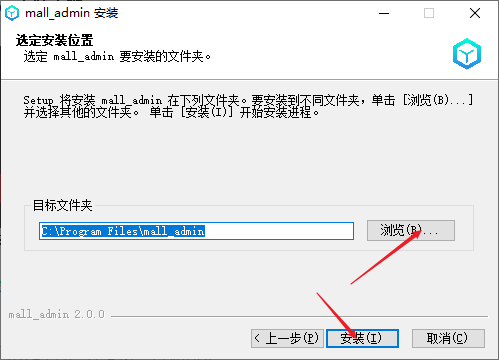 mall_admin 安装
选定安装位置
选定 mall_admin 要安装的文件夹。
Setup 将安装 mall_admin 在下列文件夹。要安装到不同文件夹，单击 [浏览(B)...]
并选择其他的文件夹。 单击 [安装(I)] 开始安装进程。
目标文件夹
C:\Program Files\mall_admin
浏览(B)...
mall_admin 2.0.0
< 上一步(P)
安装(I)
取消(C)